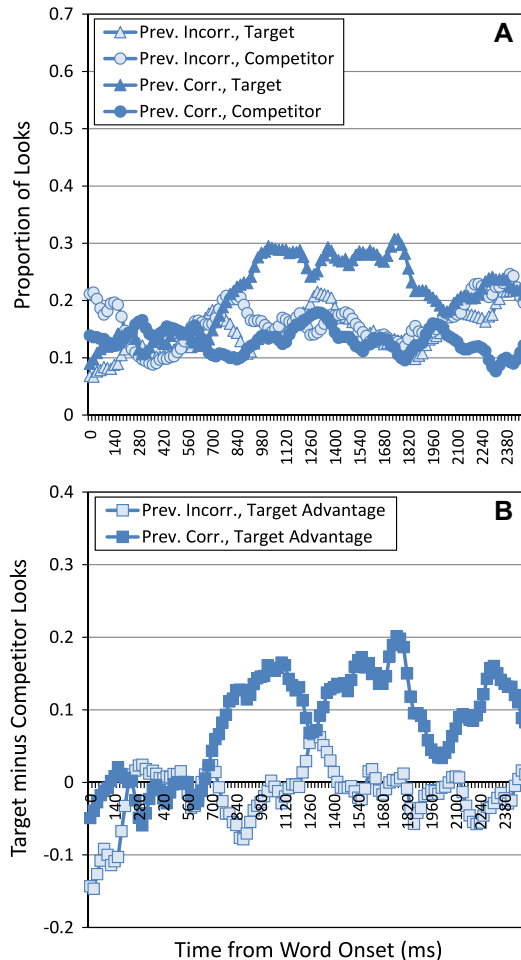 0.7
A
Prev. Incorr., Target
Prev. Incorr., Competitor
Prev. Corr., Target
Prev. Corr., Competitor
0.6
0.5
0.4
0.3
0.2
0.1
0
Proportion of Looks
0 140 280 420 560 700 840 980 1120 1260 1400 1540 1680 1820 1960 2100 2240 2380
0.4
B
Prev. Incorr., Target Advantage
Prev. Corr., Target Advantage
0.3
0.2
0.1
0
-0.1
-0.2
Target minus Competitor Looks
0 140 280 420 560 700 840 980 1120 1260 1400 1540 1680 1820 1960 2100 2240 2380
Time from Word Onset (ms)